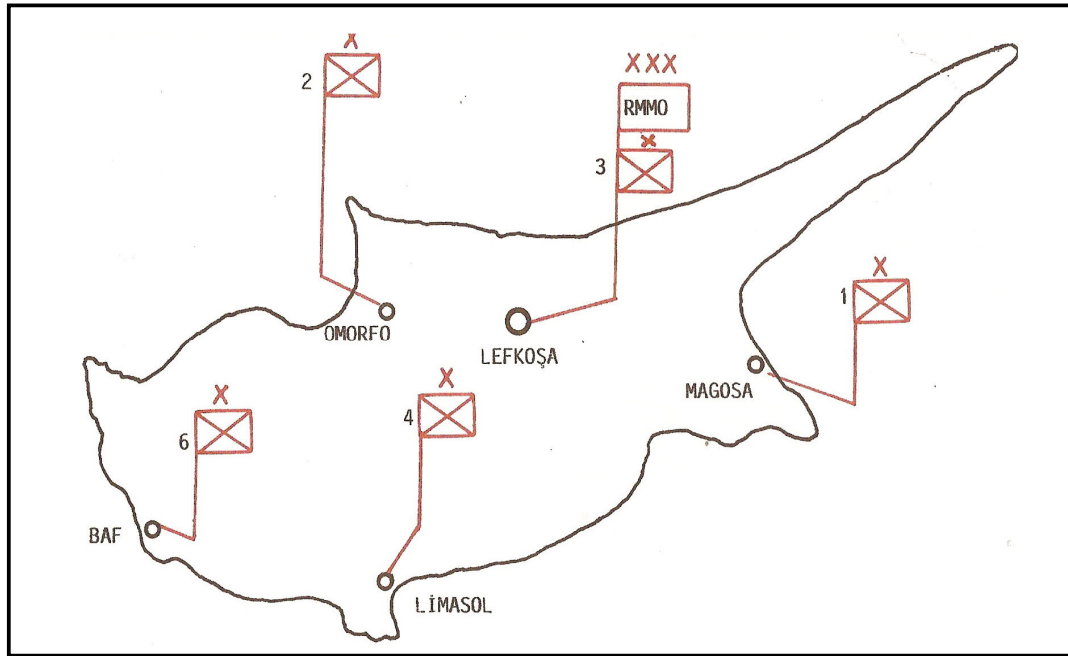 X
2
XXX
RMMO
X
3
X
1
OMORFO
LEFKOŞA
MAGOSA
X
4
X
6
BAF
LİMASOL